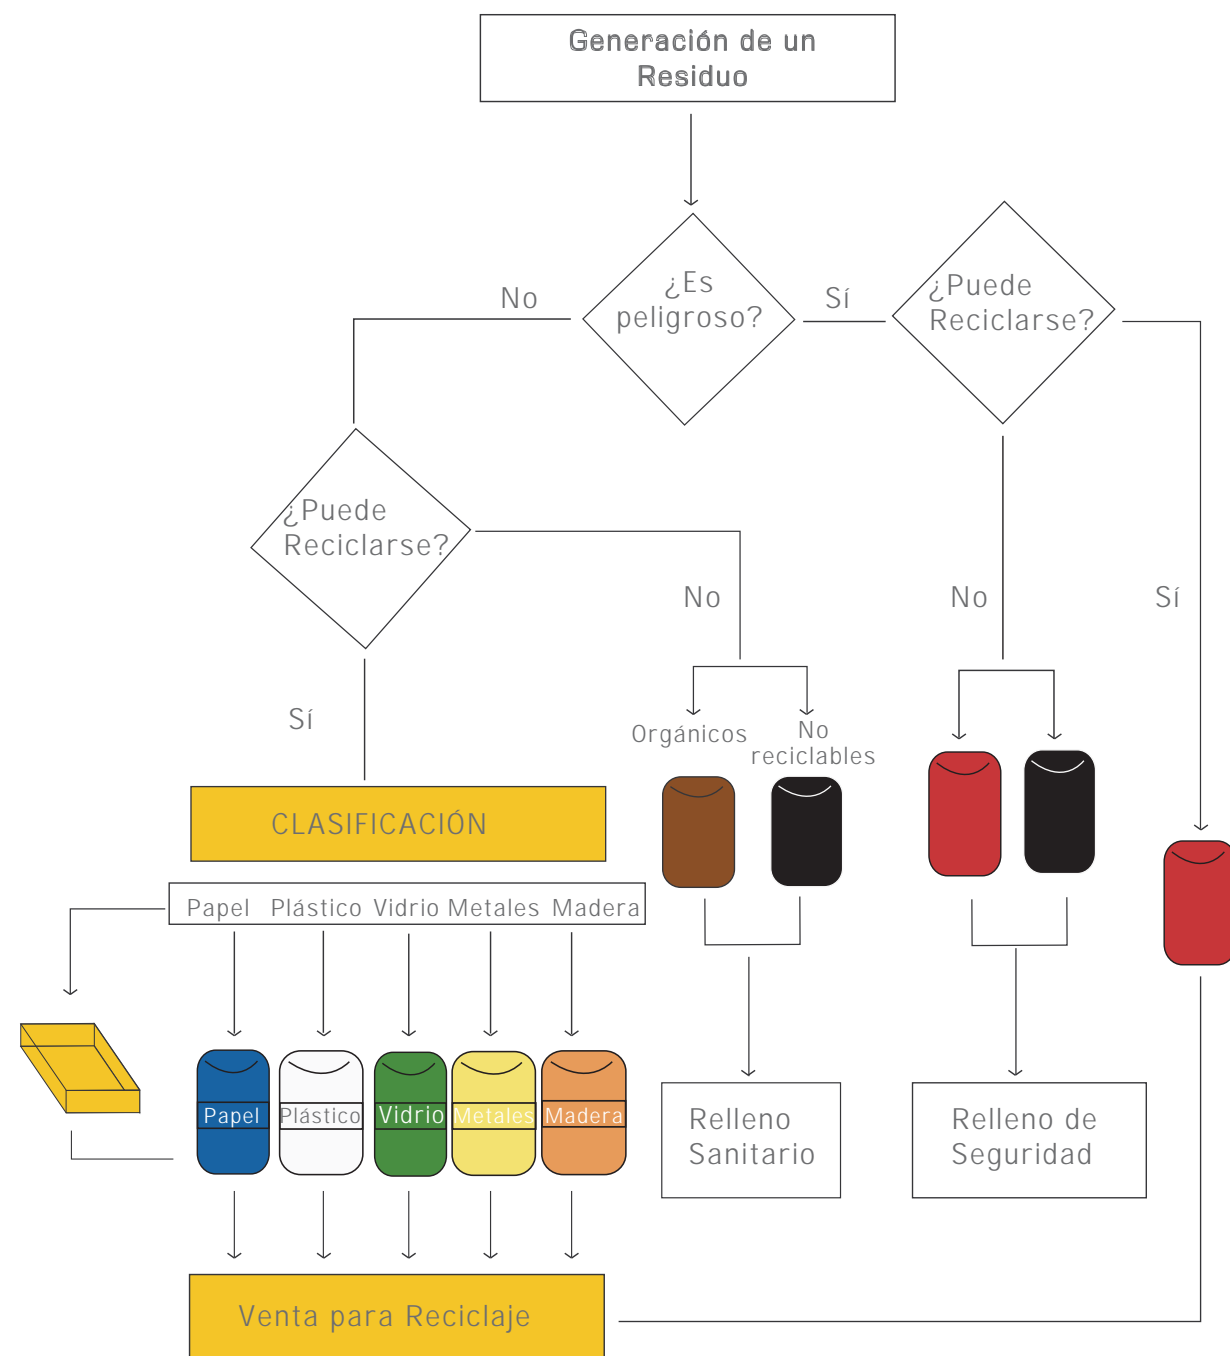 Generación de un
Residuo
¿Es
peligroso?
No
Sí
¿Puede
Reciclarse?
¿Puede
Reciclarse?
No
No
Sí
Sí
Orgánicos
No
reciclables
CLASIFICACIÓN
Papel Plástico Vidrio Metales Madera
Papel
Plástico
Vidrio
Metales
Madera
Relleno
Sanitario
Relleno de
Seguridad
Venta para Reciclaje